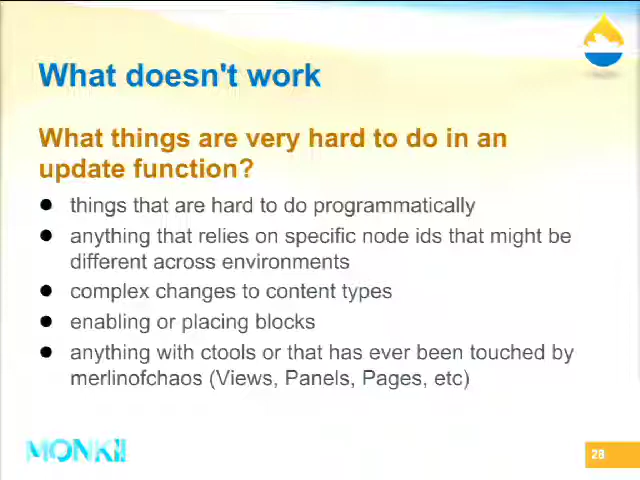 What doesn't work
What things are very hard to do in an
update function?
● things that are hard to do programmatically
● anything that relies on specific node ids that might be
different across environments
● complex changes to content types
● enabling or placing blocks
● anything with ctools or that has ever been touched by
merlinofchaos (Views, Panels, Pages, etc)
28